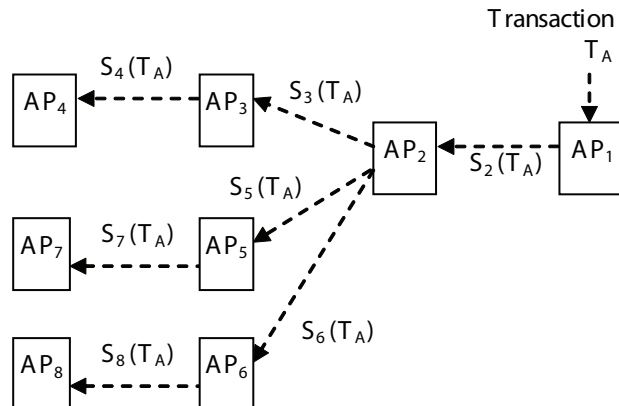 Transaction
T_A
S_4(T_A)
AP_4
AP_3
S_3(T_A)
AP_2
S_2(T_A)
AP_1
S_5(T_A)
S_7(T_A)
AP_7
AP_5
S_6(T_A)
AP_8
S_8(T_A)
AP_6